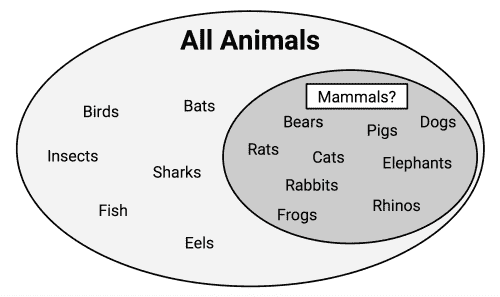 All Animals
Mammals?
Birds
Bats
Insects
Sharks
Fish
Eels
Bears
Pigs
Dogs
Rats
Cats
Elephants
Rabbits
Frogs
Rhinos